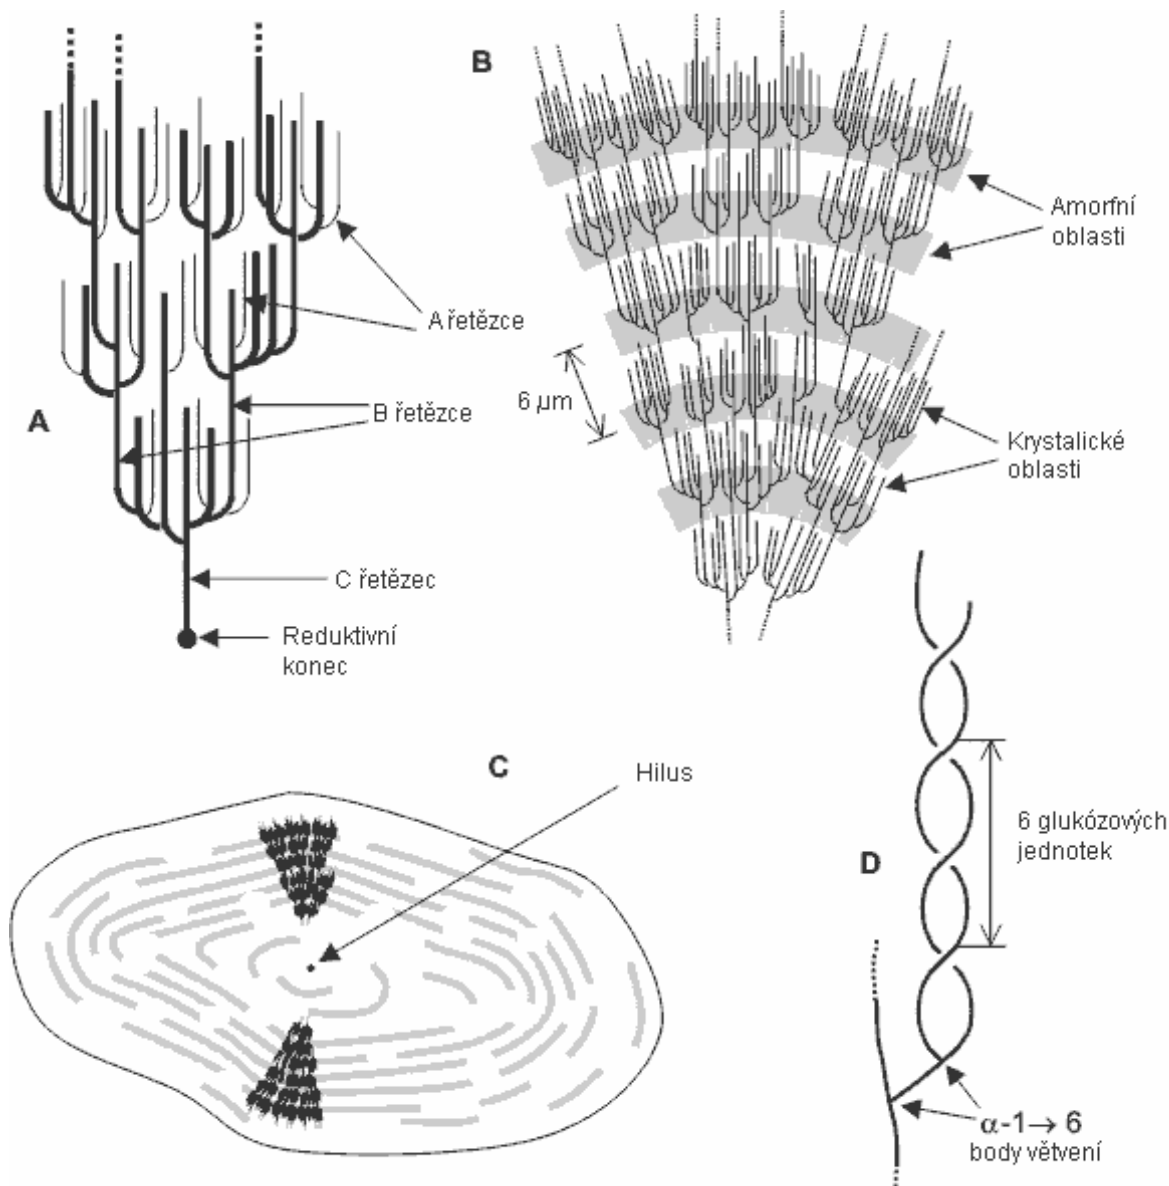 A
A řetězce
B řetězce
C řetězec
Reduktivní
konec
B
Amorfní
oblasti
6 µm
Krystalické
oblasti
C
Hilus
D
6 glukózových
jednotek
α-1→ 6
body větvení